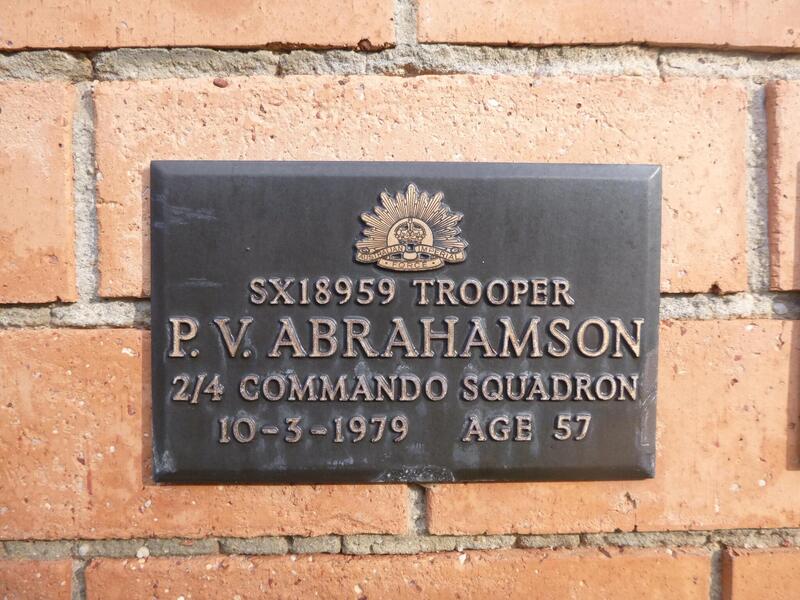 AUSTRALIAN IMPERIAL
FORCE
SX18959 TROOPER
P. V. ABRAHAMSON
2/4 COMMANDO SQUADRON
10-3-1979 AGE 57